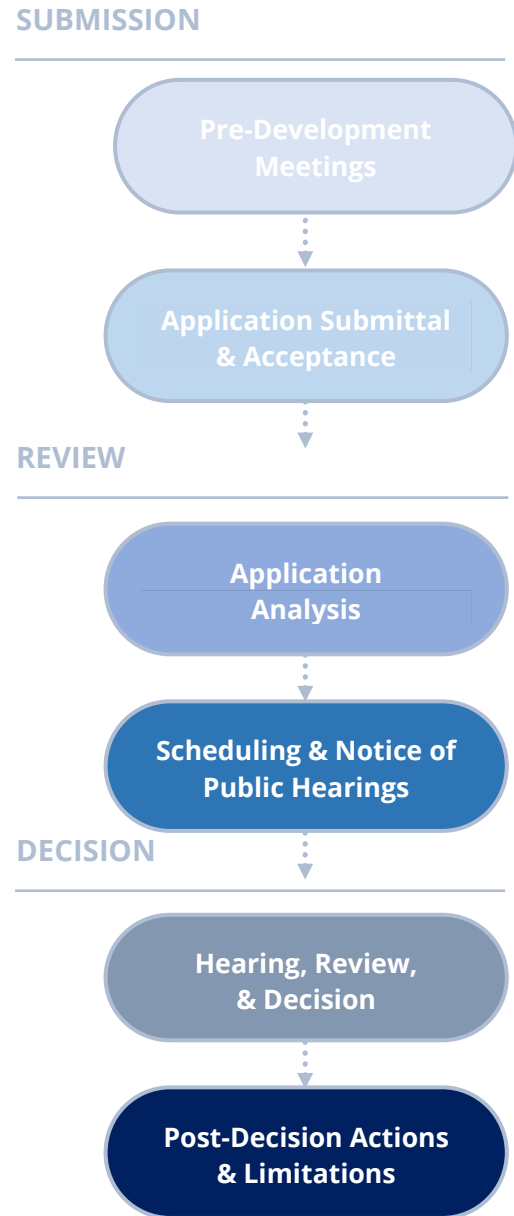 SUBMISSION
Pre-Development
Meetings
Application Submittal
& Acceptance
REVIEW
Application
Analysis
Scheduling & Notice of
Public Hearings
DECISION
Hearing, Review,
& Decision
Post-Decision Actions
& Limitations